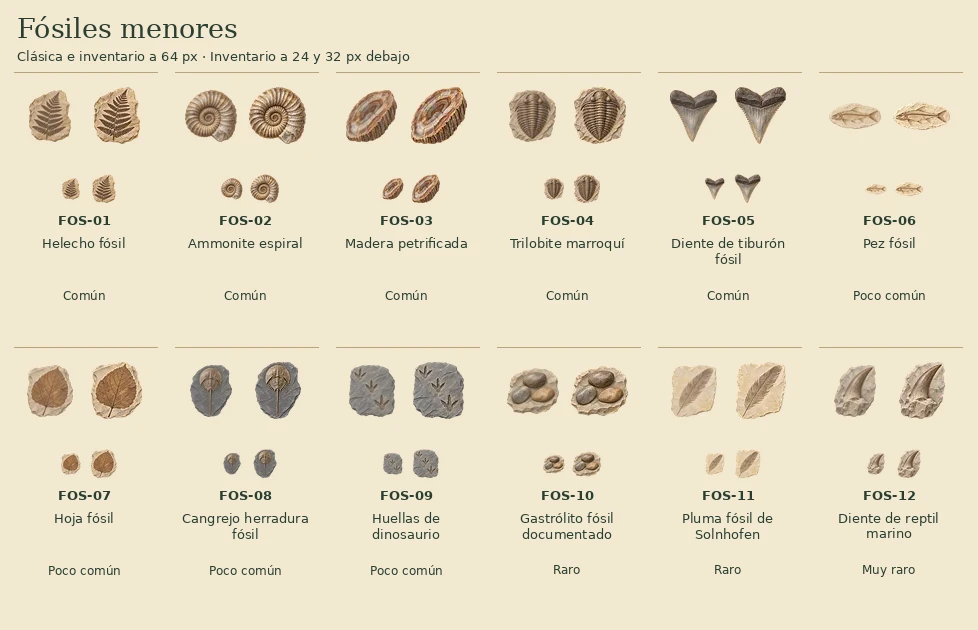 Fósiles menores
Clásica e inventario a 64 px · Inventario a 24 y 32 px debajo
FOS-01
Helecho fósil
Común
FOS-02
Ammonite espiral
Común
FOS-03
Madera petrificada
Común
FOS-04
Trilobite marroquí
Común
FOS-05
Diente de tiburón
fósil
Común
FOS-06
Pez fósil
Poco común
FOS-07
Hoja fósil
Poco común
FOS-08
Cangrejo herradura
fósil
Poco común
FOS-09
Huellas de
dinosaurio
Poco común
FOS-10
Gastrólito fósil
documentado
Raro
FOS-11
Pluma fósil de
Solnhofen
Raro
FOS-12
Diente de reptil
marino
Muy raro